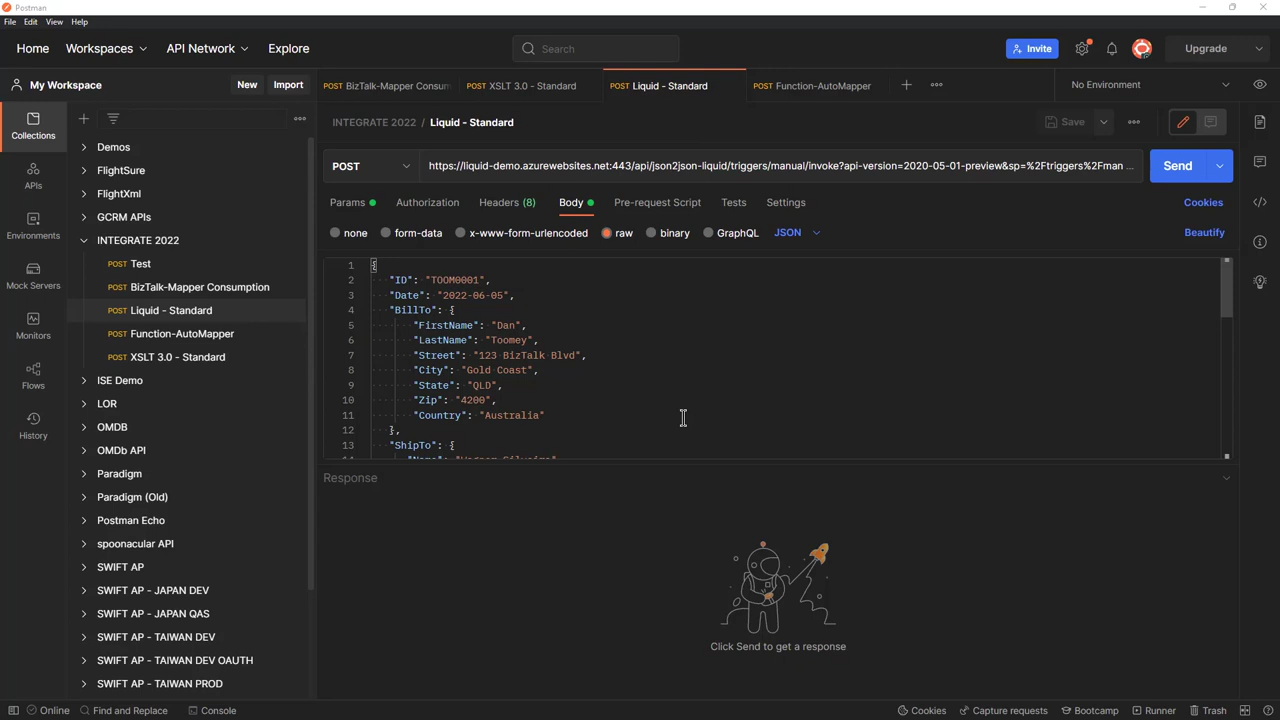 Postman
File Edit View Help
Home Workspaces API Network Explore Search Invite Upgrade
My Workspace New Import
POST BizTalk-Mapper Consum POST XSLT 3.0 - Standard POST Liquid - Standard POST Function-AutoMapper No Environment
INTEGRATE 2022 / Liquid - Standard Save
POST https://liquid-demo.azurewebsites.net:443/api/json2json-liquid/triggers/manual/invoke?api-version=2020-05-01-preview&sp=%2Ftriggers%2Fman ... Send
Params Authorization Headers (8) Body Pre-request Script Tests Settings Cookies
none form-data x-www-form-urlencoded raw binary GraphQL JSON Beautify
Collections
APIs
Environments
Mock Servers
Monitors
Flows
History
Demos
FlightSure
FlightXml
GCRM APIs
INTEGRATE 2022
POST Test
POST BizTalk-Mapper Consumption
POST Liquid - Standard
POST Function-AutoMapper
POST XSLT 3.0 - Standard
ISE Demo
LOR
OMDB
OMDb API
Paradigm
Paradigm (Old)
Postman Echo
spoonacular API
SWIFT AP
SWIFT AP - JAPAN DEV
SWIFT AP - JAPAN QAS
SWIFT AP - TAIWAN DEV
SWIFT AP - TAIWAN DEV OAUTH
SWIFT AP - TAIWAN PROD
1 {
2 "ID": "TOOM0001",
3 "Date": "2022-06-05",
4 "BillTo": {
5 "FirstName": "Dan",
6 "LastName": "Toomey",
7 "Street": "123 BizTalk Blvd",
8 "City": "Gold Coast",
9 "State": "QLD",
10 "Zip": "4200",
11 "Country": "Australia"
12 },
13 "ShipTo": {
Response
Click Send to get a response
Online Find and Replace Console Cookies Capture requests Bootcamp Runner Trash